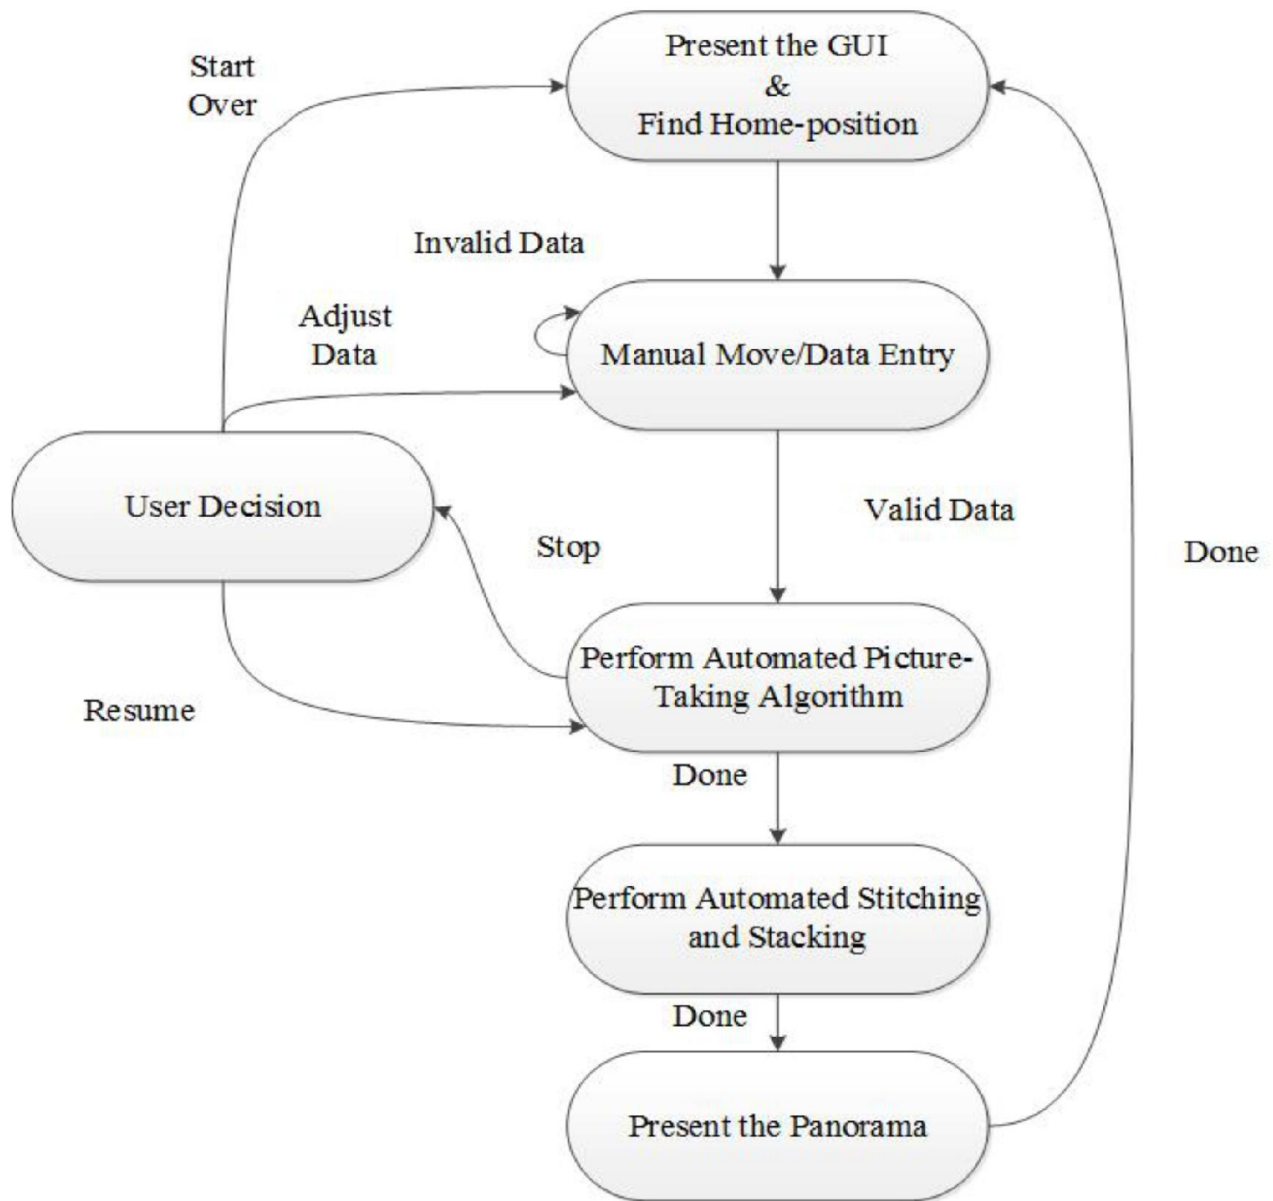 Present the GUI
&
Find Home-position
Start
Over
Invalid Data
Adjust
Data
Manual Move/Data Entry
User Decision
Valid Data
Stop
Done
Perform Automated Picture-
Taking Algorithm
Resume
Done
Perform Automated Stitching
and Stacking
Done
Present the Panorama